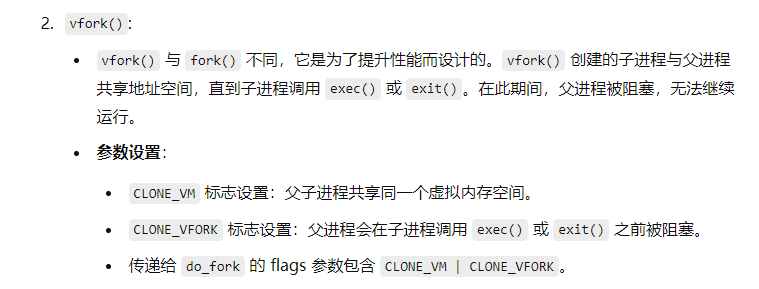 2. vfork():
• vfork() 与 fork() 不同，它是为了提升性能而设计的。vfork() 创建的子进程与父进程
共享地址空间，直到子进程调用 exec() 或 exit()。在此期间，父进程被阻塞，无法继续
运行。
• 参数设置：
• CLONE_VM 标志设置：父子进程共享同一个虚拟内存空间。
• CLONE_VFORK 标志设置：父进程会在子进程调用 exec() 或 exit() 之前被阻塞。
• 传递给 do_fork 的 flags 参数包含 CLONE_VM | CLONE_VFORK。